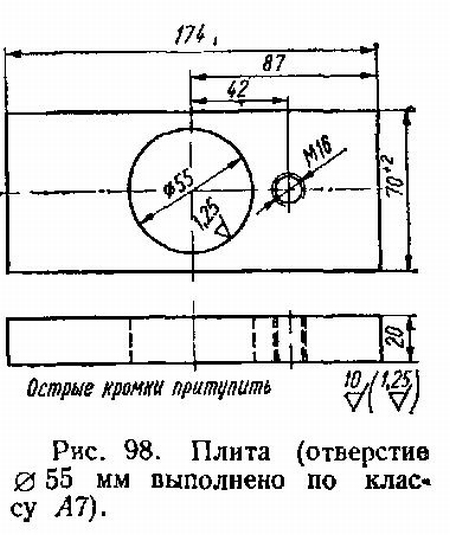 174
87
42
M16
⌀55
1,25
70⁺²
20
Острые кромки притупить
10 (1,25)
Рис. 98. Плита (отверстие
⌀ 55 мм выполнено по клас-
су А7).